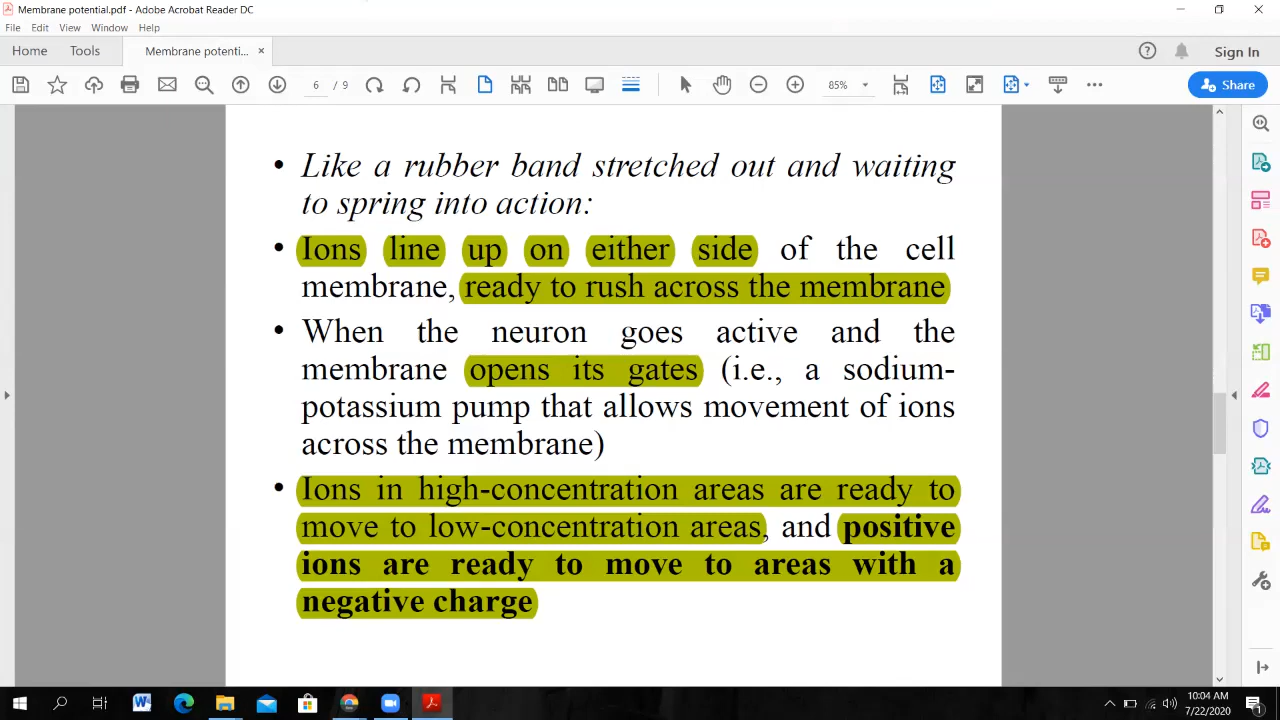 Membrane potential.pdf - Adobe Acrobat Reader DC
File Edit View Window Help
Home Tools Membrane potenti... × Sign In
6 / 9 85% Share
• Like a rubber band stretched out and waiting
to spring into action:
• Ions line up on either side of the cell
membrane, ready to rush across the membrane
• When the neuron goes active and the
membrane opens its gates (i.e., a sodium-
potassium pump that allows movement of ions
across the membrane)
• Ions in high-concentration areas are ready to
move to low-concentration areas, and positive
ions are ready to move to areas with a
negative charge
10:04 AM
7/22/2020
1